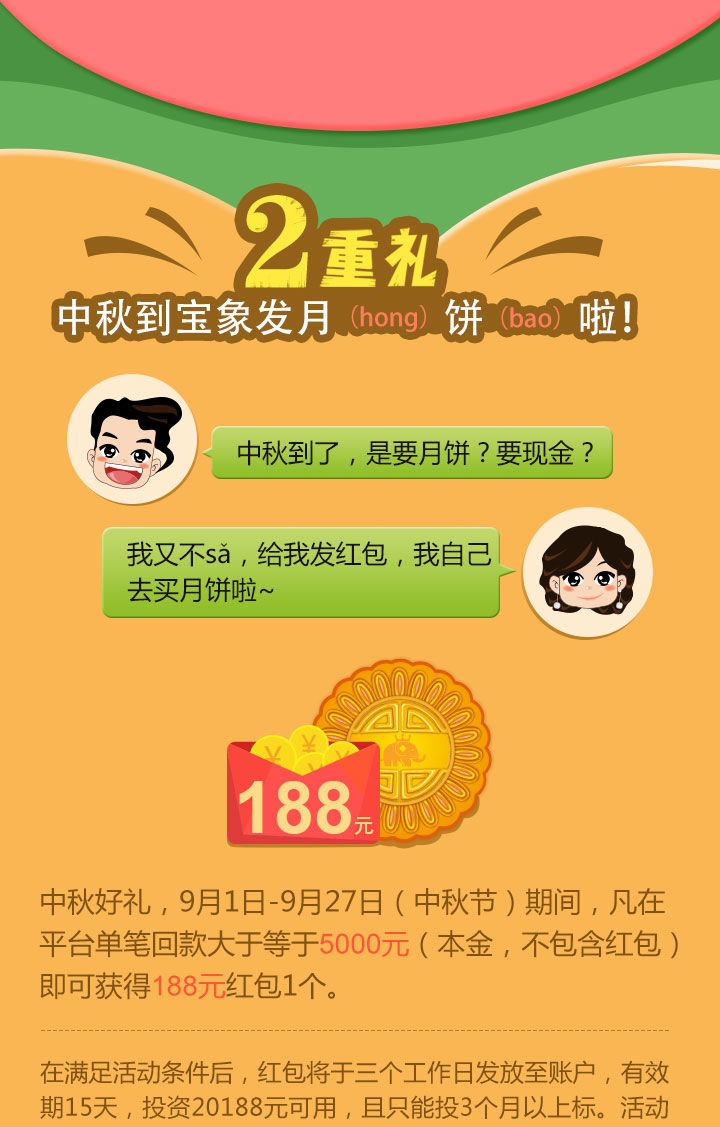 2重礼
中秋到宝象发月（hong）饼（bao）啦！
中秋到了，是要月饼？要现金？
我又不sǎ，给我发红包，我自己
去买月饼啦~
¥ ¥ ¥ ¥
188元
中秋好礼，9月1日-9月27日（中秋节）期间，凡在
平台单笔回款大于等于5000元（本金，不包含红包）
即可获得188元红包1个。
在满足活动条件后，红包将于三个工作日发放至账户，有效
期15天，投资20188元可用，且只能投3个月以上标。活动